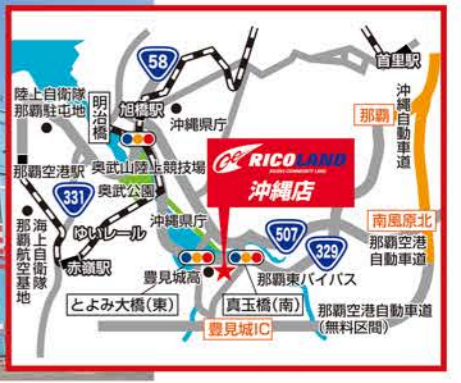 58
首里駅
陸上自衛隊
那覇駐屯地
明治橋
旭橋駅
沖縄県庁
那覇
沖縄自動車道
奥武山陸上競技場
RICOLAND
RIDERS COMMUNITY LAND
沖縄店
那覇空港駅
331
奥武公園
ゆいレール
沖縄県庁
507
南風原北
329
那覇空港
自動車道
海上自衛隊
那覇航空基地
赤嶺駅
豊見城高
那覇東バイパス
とよみ大橋(東)
真玉橋(南)
豊見城IC
那覇空港自動車道
(無料区間)